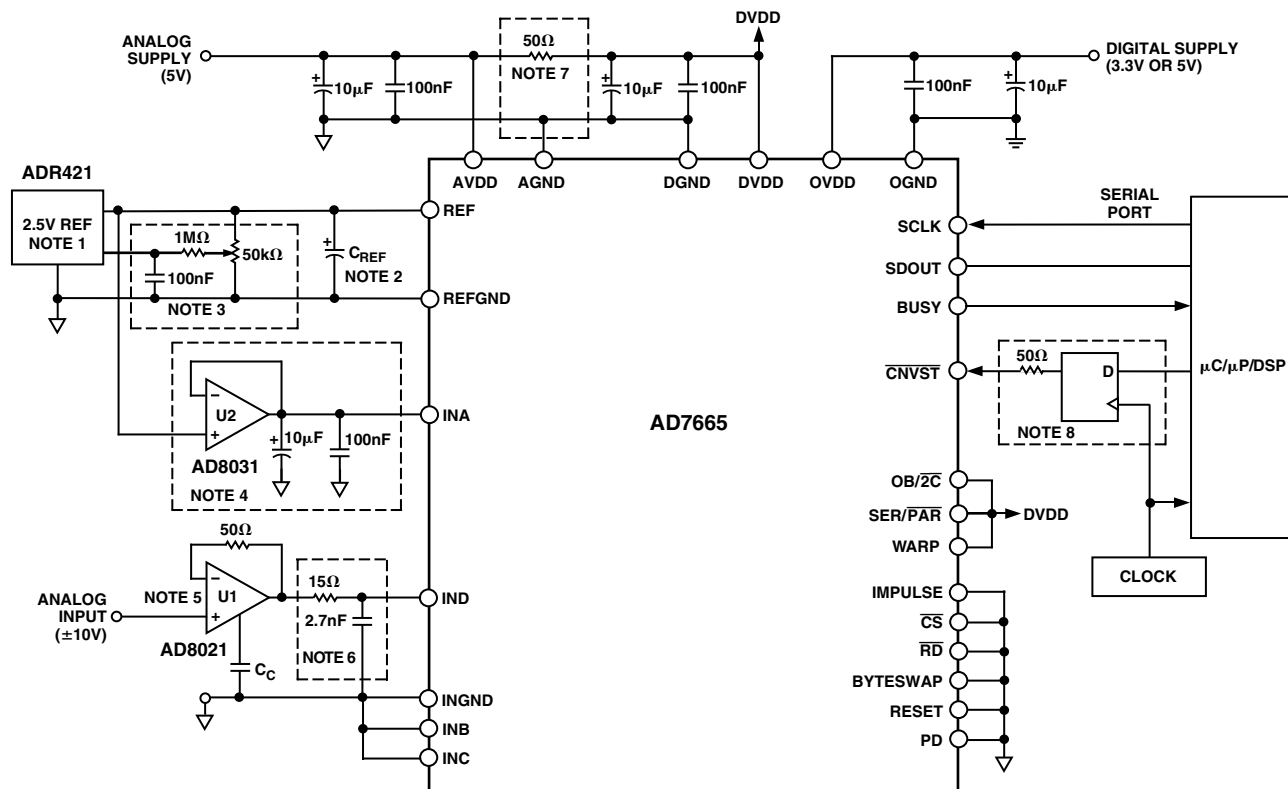 ANALOG
SUPPLY
(5V)
50Ω
NOTE 7
DVDD
DIGITAL SUPPLY
(3.3V OR 5V)
+
10μF
100nF
+
10μF
100nF
100nF
+
10μF
AVDD
AGND
DGND
DVDD
OVDD
OGND
ADR421
2.5V REF
NOTE 1
1MΩ
50kΩ
100nF
NOTE 3
+
CREF
NOTE 2
REF
REFGND
SERIAL
PORT
SCLK
SDOUT
BUSY
CNVST
50Ω
D
NOTE 8
μC/μP/DSP
AD7665
−
U2
+
AD8031
+
10μF
100nF
NOTE 4
INA
OB/2C
SER/PAR
WARP
DVDD
CLOCK
50Ω
ANALOG
INPUT
(±10V)
NOTE 5
−
U1
+
AD8021
CC
15Ω
2.7nF
NOTE 6
IND
INGND
INB
INC
IMPULSE
CS
RD
BYTESWAP
RESET
PD